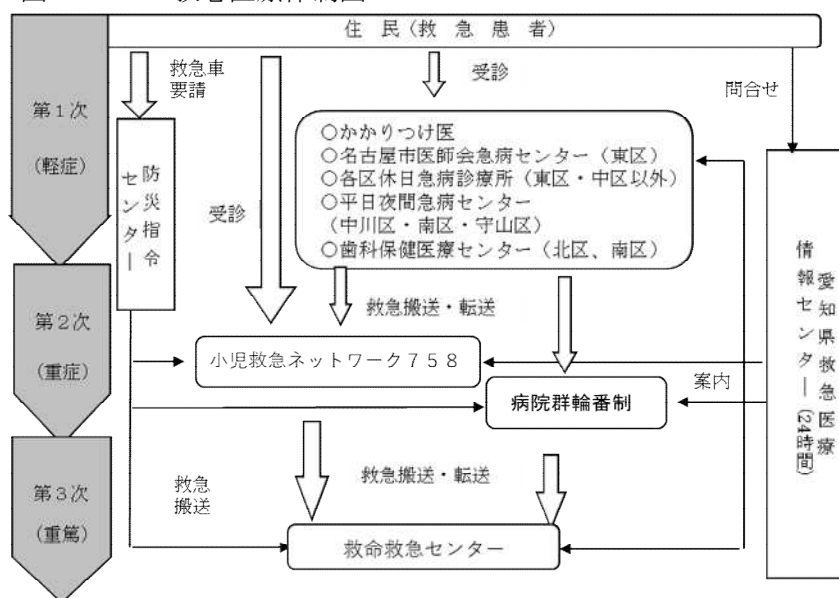 住 民（救 急 患 者）
救急車
要請
受診
問合せ
第１次
(軽症)
防災指令
センター
受診
○かかりつけ医
○名古屋市医師会急病センター（東区）
○各区休日急病診療所（東区・中区以外）
○平日夜間急病センター
（中川区・南区・守山区）
○歯科保健医療センター（北区、南区）
愛知県救急医療
情報センター(24時間)
第２次
(重症)
救急搬送・転送
小児救急ネットワーク７５８
案内
病院群輪番制
第３次
(重篤)
救急
搬送
救急搬送・転送
救命救急センター